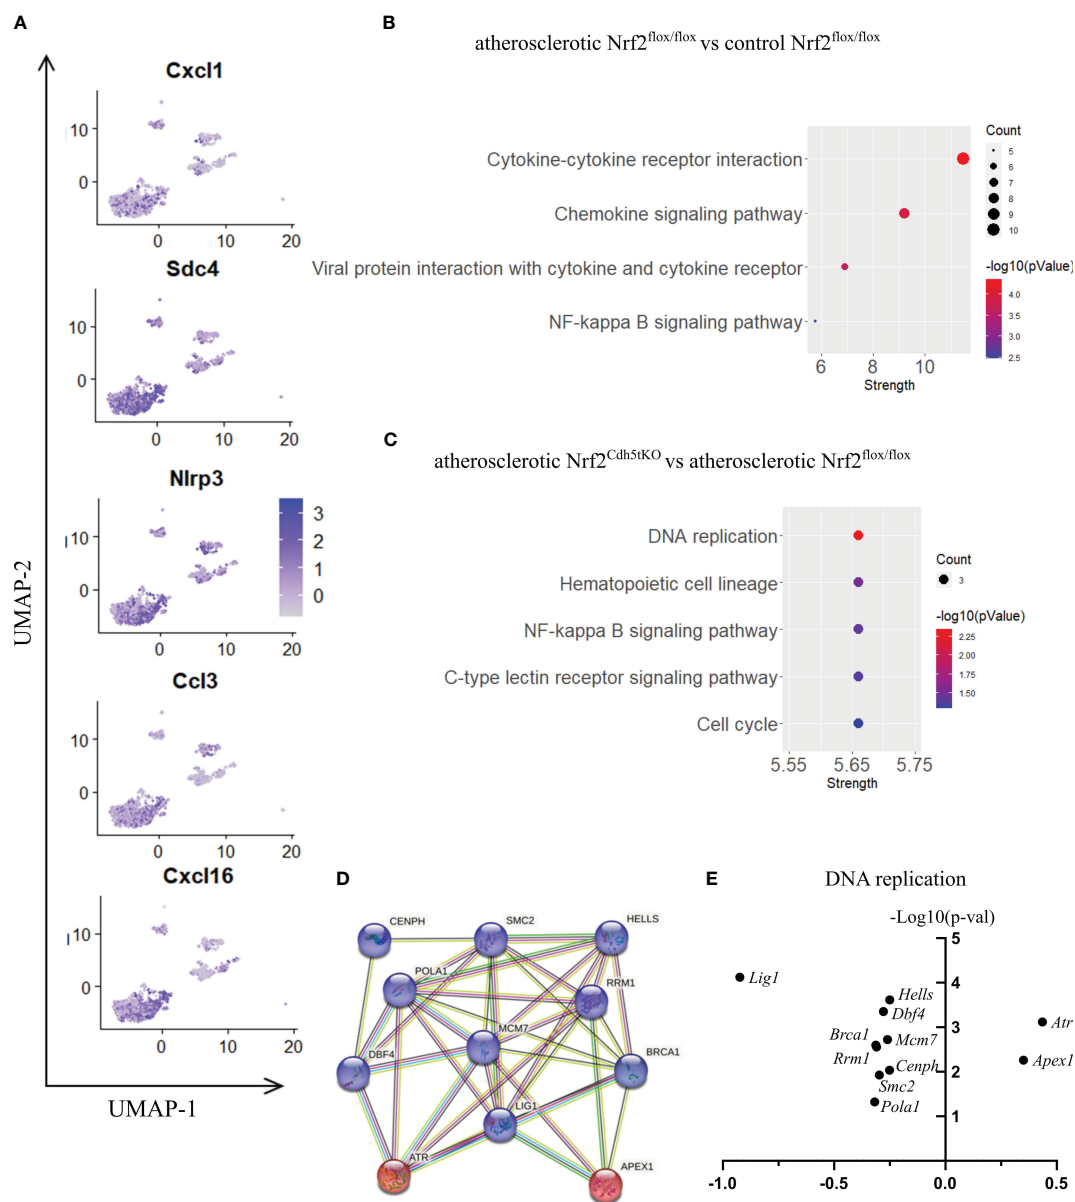 A
UMAP-2
UMAP-1
Cxcl1
10
0
0 10 20
Sdc4
10
0
0 10 20
Nlrp3
10
0
0 10 20
3
2
1
0
Ccl3
10
0
0 10 20
Cxcl16
10
0
0 10 20
B
atherosclerotic Nrf2flox/flox vs control Nrf2flox/flox
Cytokine-cytokine receptor interaction
Chemokine signaling pathway
Viral protein interaction with cytokine and cytokine receptor
NF-kappa B signaling pathway
6 8 10
Strength
Count
5
6
7
8
9
10
-log10(pValue)
4.0
3.5
3.0
2.5
C
atherosclerotic Nrf2Cdh5tKO vs atherosclerotic Nrf2flox/flox
DNA replication
Hematopoietic cell lineage
NF-kappa B signaling pathway
C-type lectin receptor signaling pathway
Cell cycle
5.55 5.65 5.75
Strength
Count
3
-log10(pValue)
2.25
2.00
1.75
1.50
D
CENPH
SMC2
HELLS
POLA1
RRM1
MCM7
DBF4
BRCA1
LIG1
ATR
APEX1
E
DNA replication
-Log10(p-val)
5
4
3
2
1
Lig1
Hells
Dbf4
Atr
Brca1
Mcm7
Rrm1
Apex1
Cenph
Smc2
Pola1
-1.0 -0.5 0.0 0.5